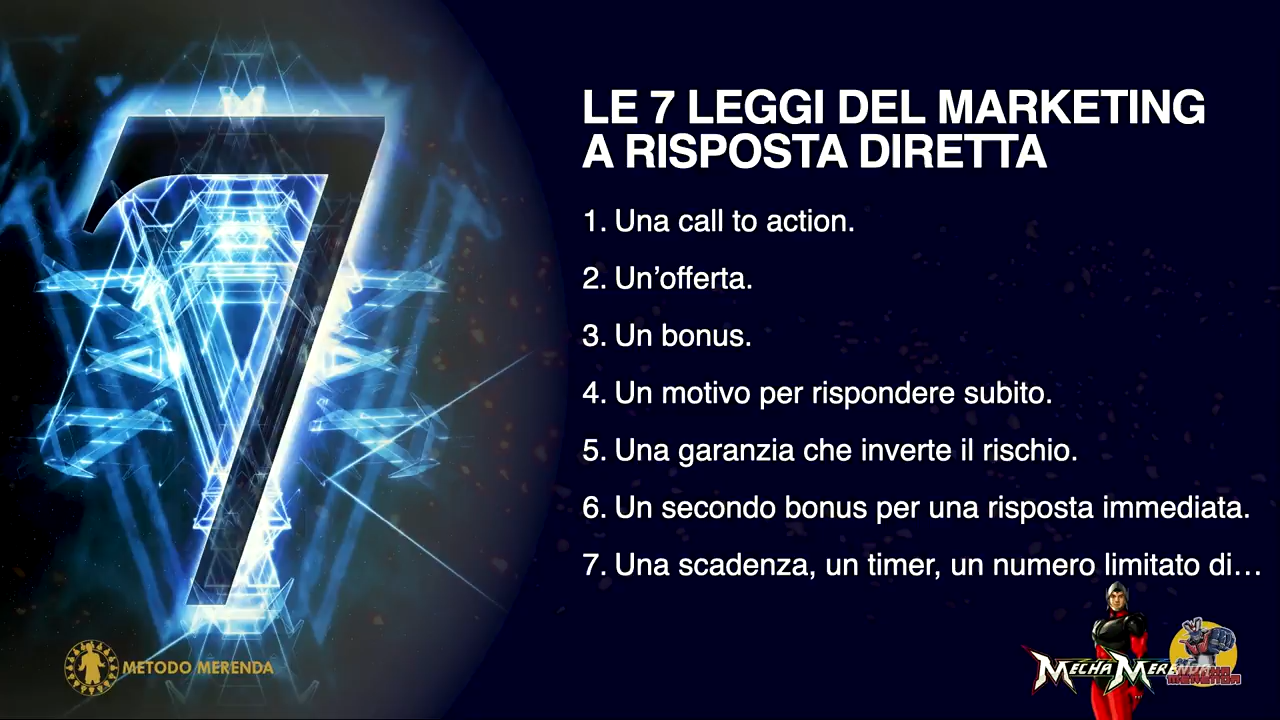 LE 7 LEGGI DEL MARKETING
A RISPOSTA DIRETTA
1. Una call to action.
2. Un’offerta.
3. Un bonus.
4. Un motivo per rispondere subito.
5. Una garanzia che inverte il rischio.
6. Un secondo bonus per una risposta immediata.
7. Una scadenza, un timer, un numero limitato di…
METODO MERENDA
MECHA